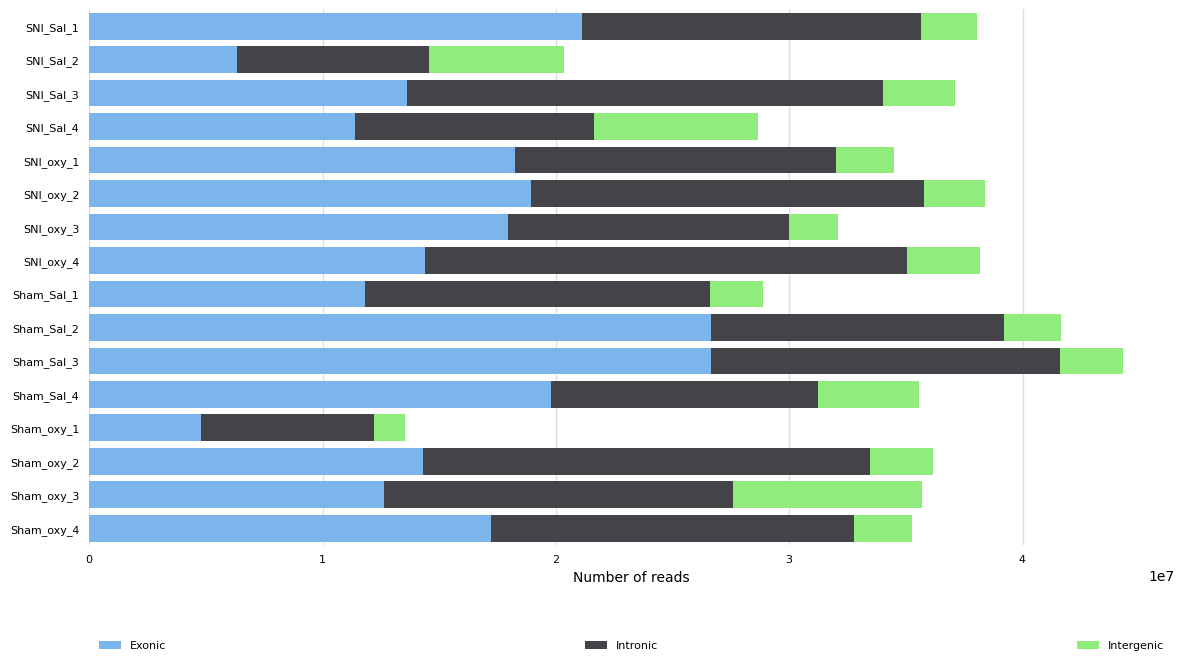 SNI_Sal_1
SNI_Sal_2
SNI_Sal_3
SNI_Sal_4
SNI_oxy_1
SNI_oxy_2
SNI_oxy_3
SNI_oxy_4
Sham_Sal_1
Sham_Sal_2
Sham_Sal_3
Sham_Sal_4
Sham_oxy_1
Sham_oxy_2
Sham_oxy_3
Sham_oxy_4
0 1 2 3 4
Number of reads
1e7
Exonic Intronic Intergenic